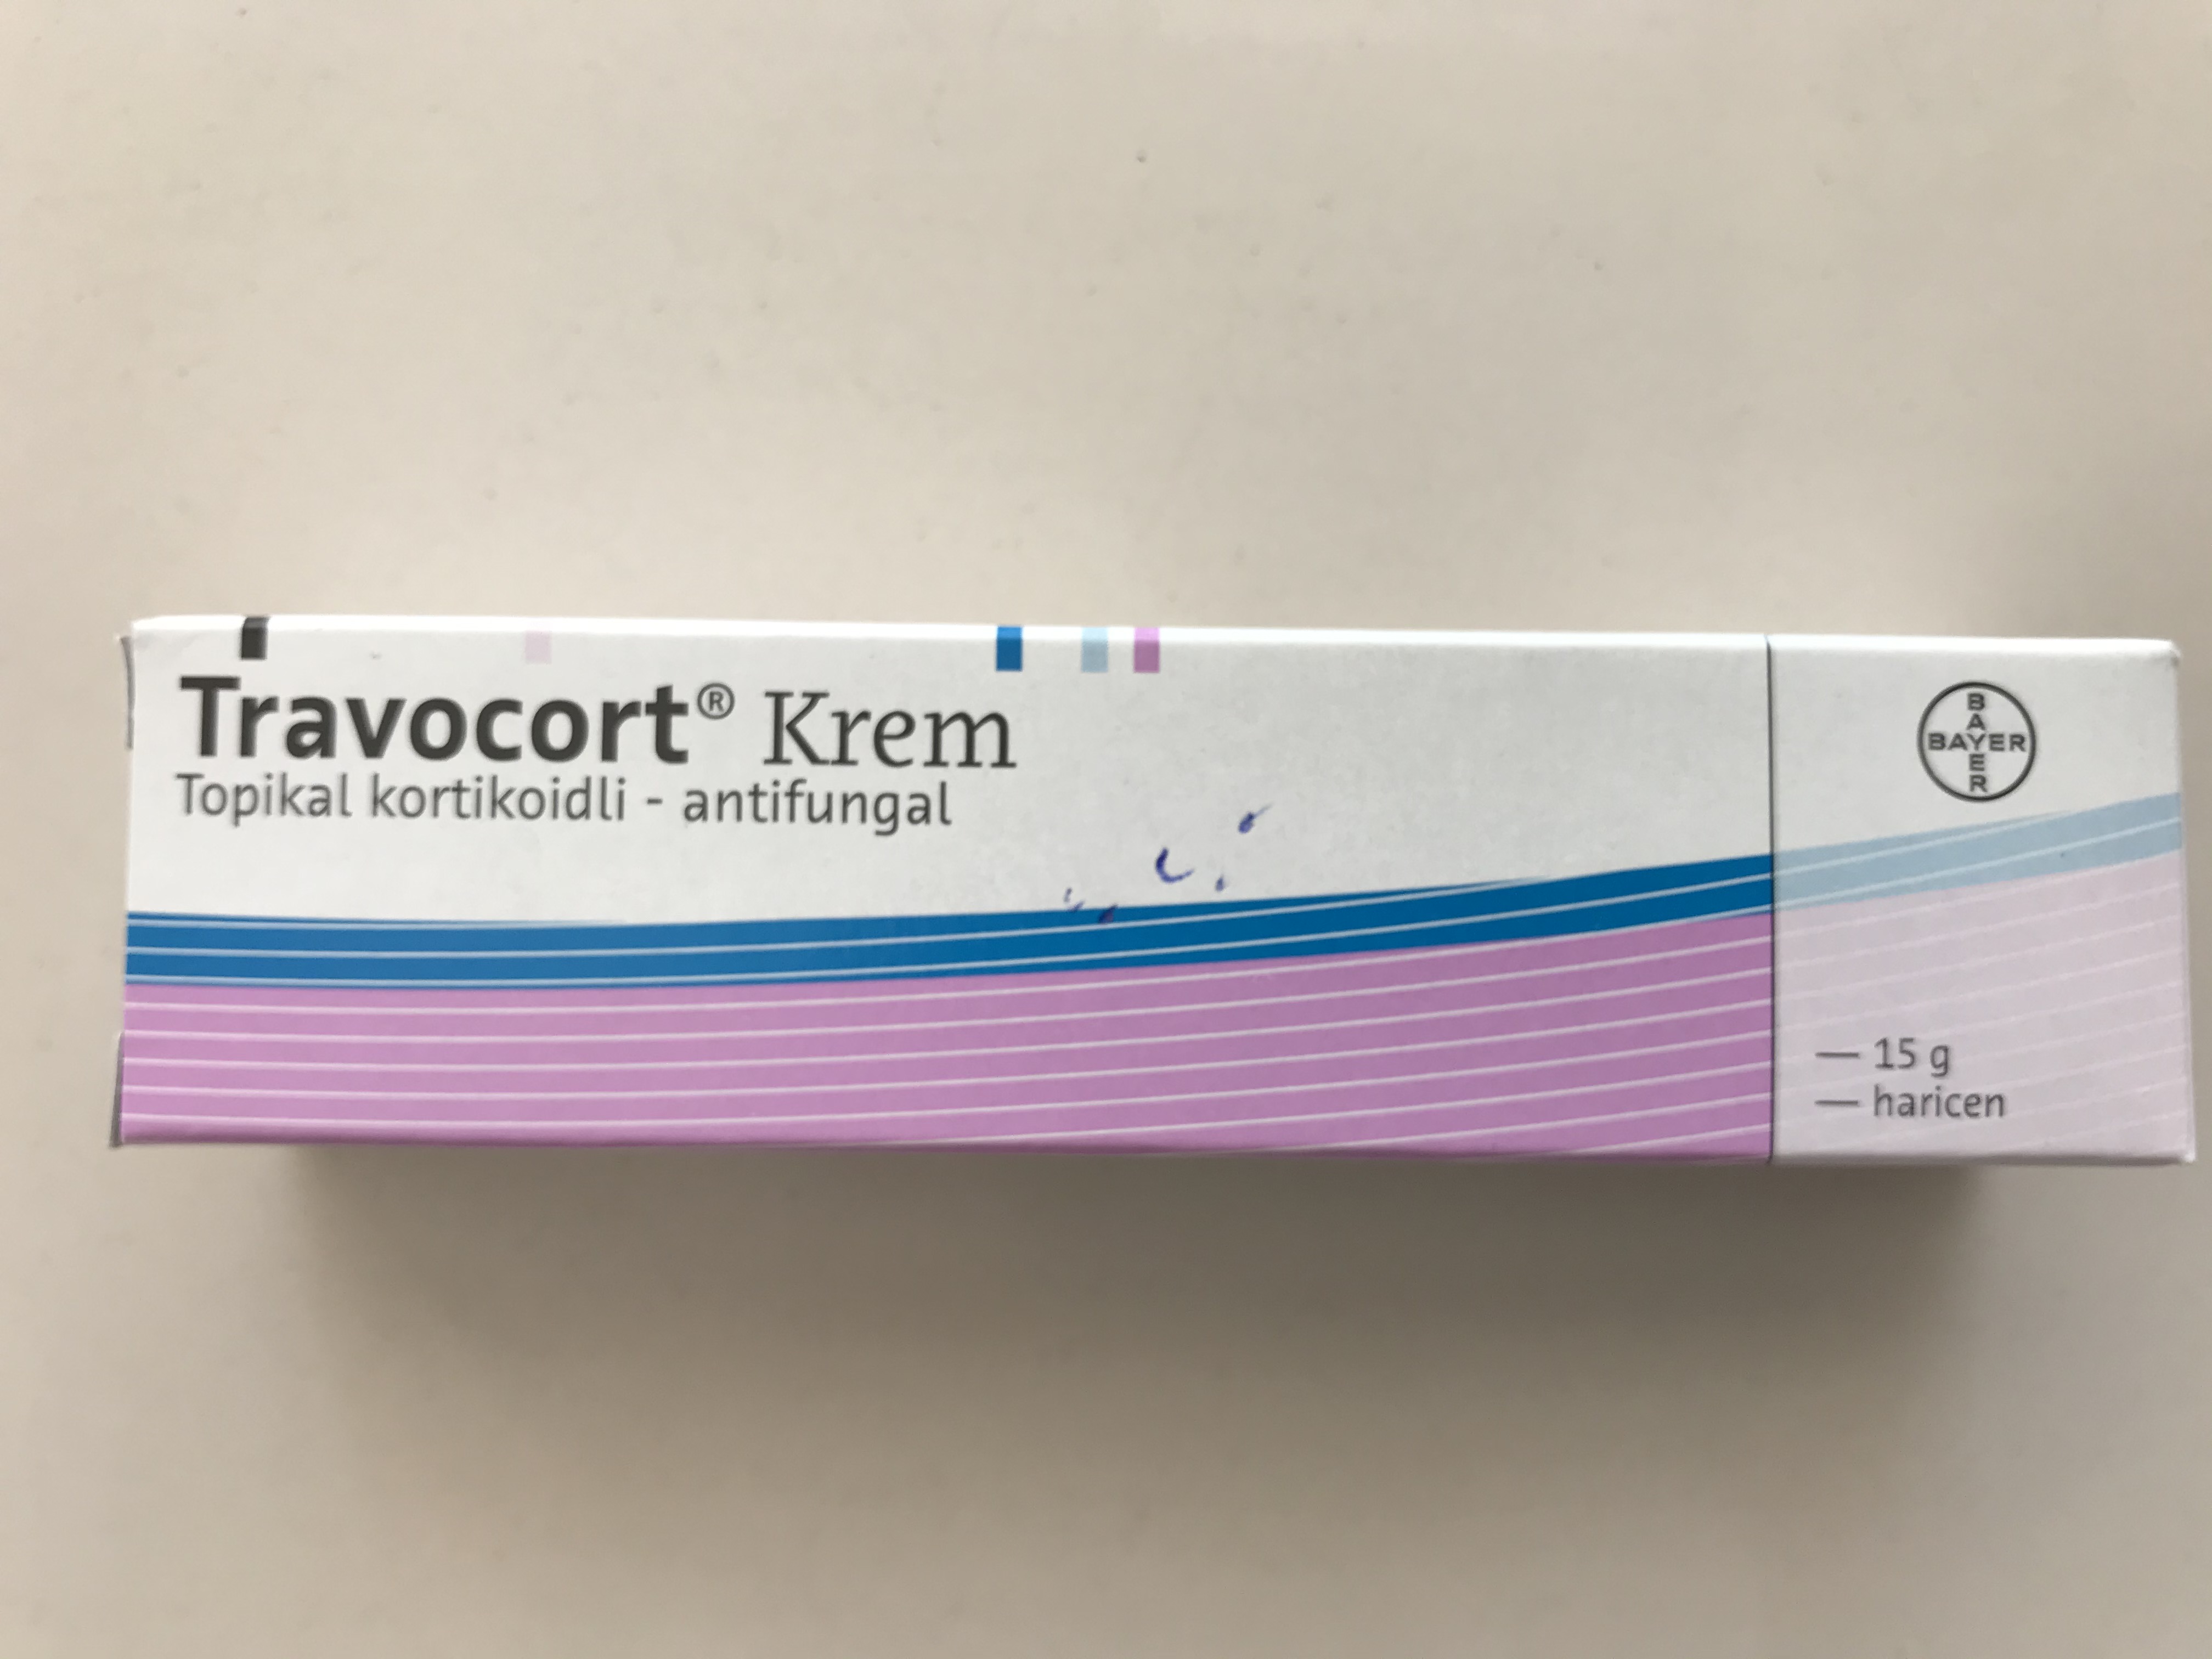 Travocort® Krem
Topikal kortikoidli - antifungal
B
A
BAYER
E
R
— 15 g
— haricen